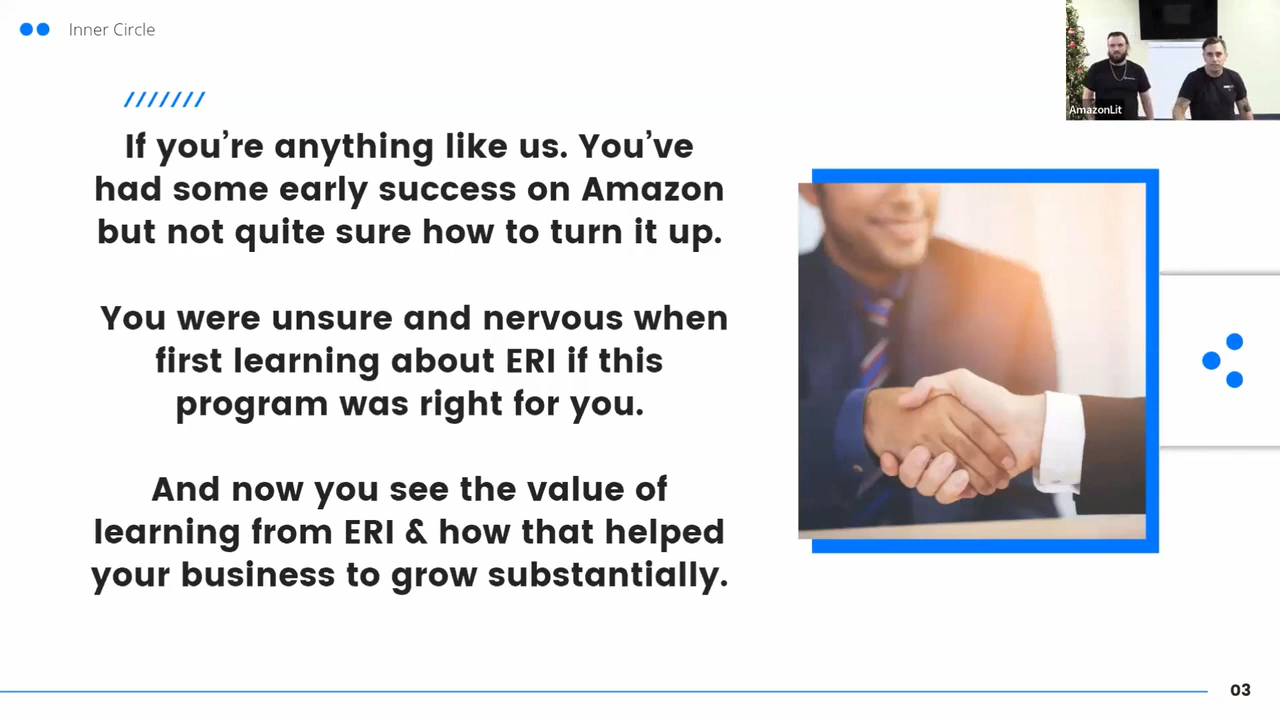 Inner Circle
AmazonLit
If you’re anything like us. You’ve
had some early success on Amazon
but not quite sure how to turn it up.
You were unsure and nervous when
first learning about ERI if this
program was right for you.
And now you see the value of
learning from ERI & how that helped
your business to grow substantially.
03